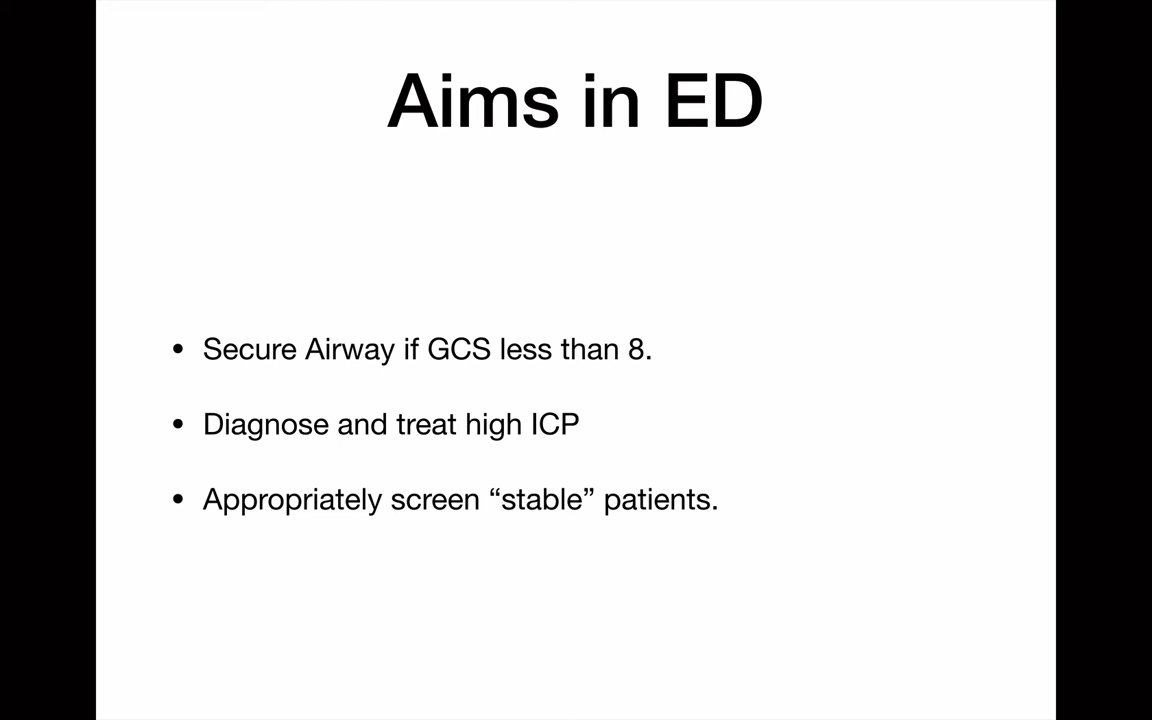 Aims in ED
• Secure Airway if GCS less than 8.
• Diagnose and treat high ICP
• Appropriately screen “stable” patients.